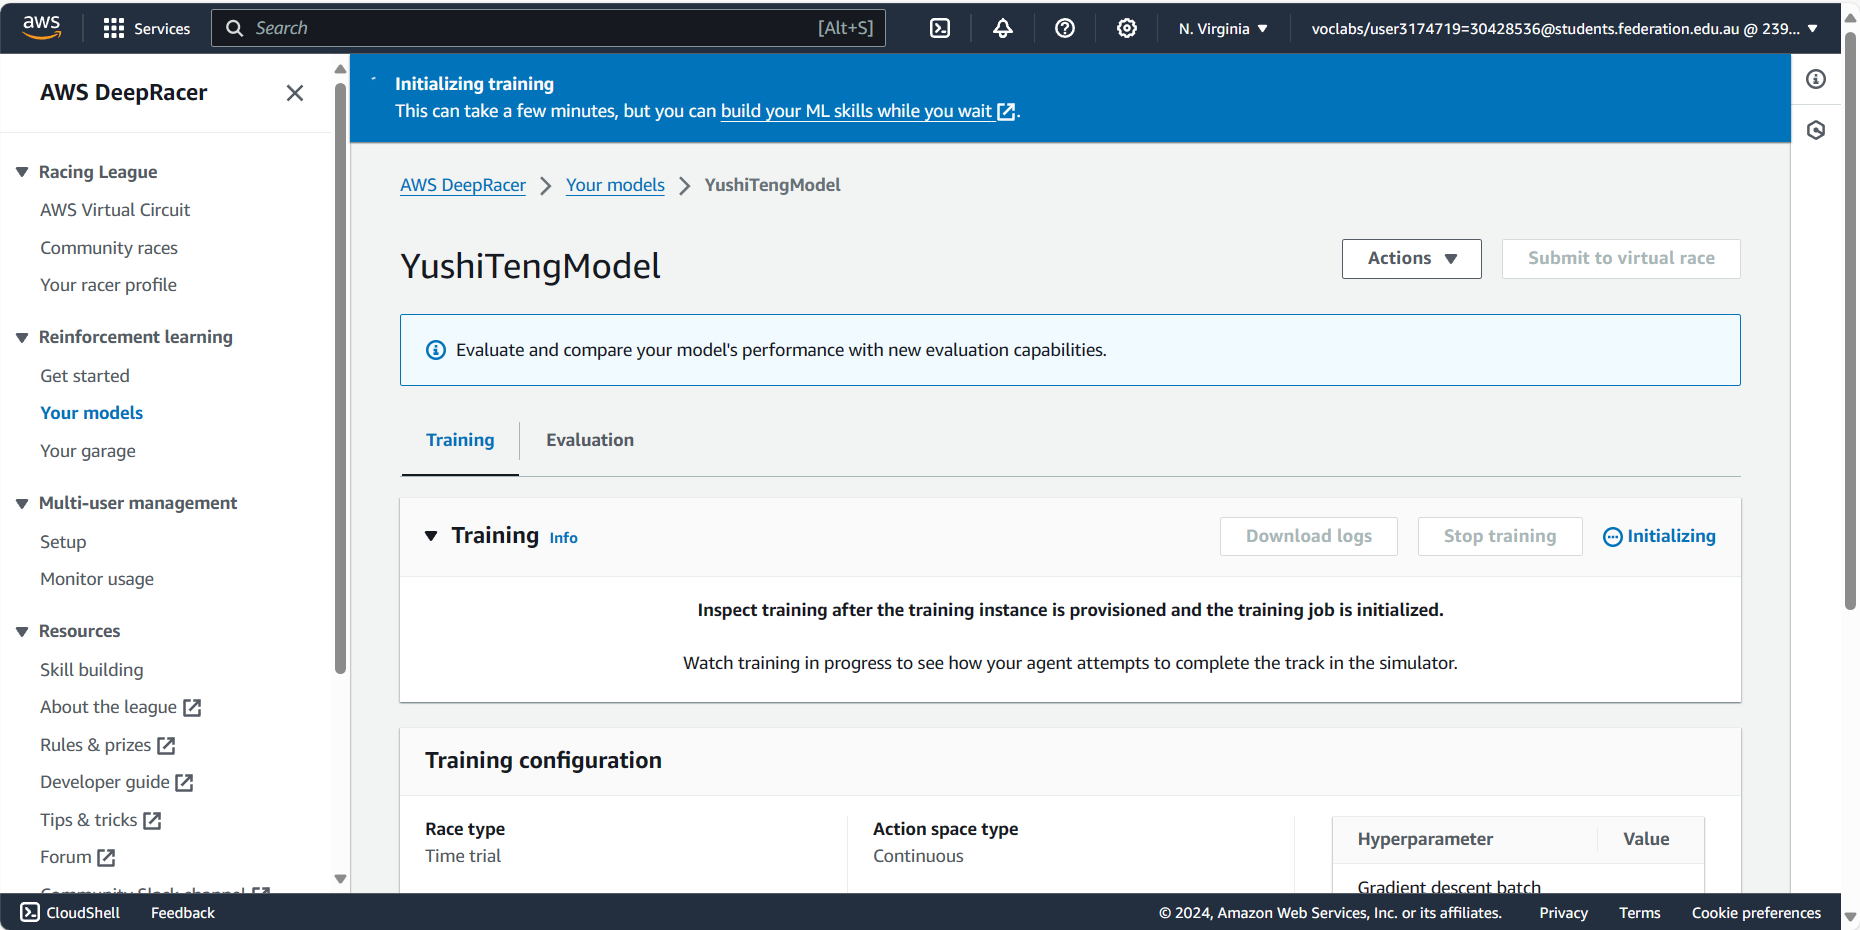 aws
Services
Search
[Alt+S]
N. Virginia
voclabs/user3174719=30428536@students.federation.edu.au @ 239...
AWS DeepRacer
Racing League
AWS Virtual Circuit
Community races
Your racer profile
Reinforcement learning
Get started
Your models
Your garage
Multi-user management
Setup
Monitor usage
Resources
Skill building
About the league
Rules & prizes
Developer guide
Tips & tricks
Forum
Community Slack channel
Initializing training
This can take a few minutes, but you can build your ML skills while you wait.
AWS DeepRacer
Your models
YushiTengModel
YushiTengModel
Actions
Submit to virtual race
Evaluate and compare your model's performance with new evaluation capabilities.
Training
Evaluation
Training Info
Download logs
Stop training
Initializing
Inspect training after the training instance is provisioned and the training job is initialized.
Watch training in progress to see how your agent attempts to complete the track in the simulator.
Training configuration
Race type
Time trial
Action space type
Continuous
Hyperparameter
Value
Gradient descent batch
CloudShell
Feedback
© 2024, Amazon Web Services, Inc. or its affiliates.
Privacy
Terms
Cookie preferences